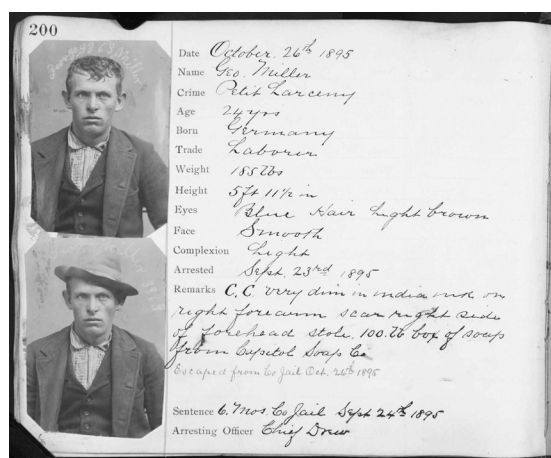 200
Date October. 26th 1895
Name Geo. Miller
Crime Petit Larceny
Age 24 yrs
Born Germany
Trade Laborer
Weight 185 lbs
Height 5ft 11½ in
Eyes Blue Hair Light brown
Face Smooth
Complexion Light
Arrested Sept. 23rd 1895
Remarks C.C. very dim in india ink on
right forearm scar right side
of forehead stole 100 lb box of soap
from Capitol Soap Co
Escaped from Co Jail Oct. 26th 1895
Sentence 6. Mos. Co Jail Sept 24th 1895
Arresting Officer Chief Drew